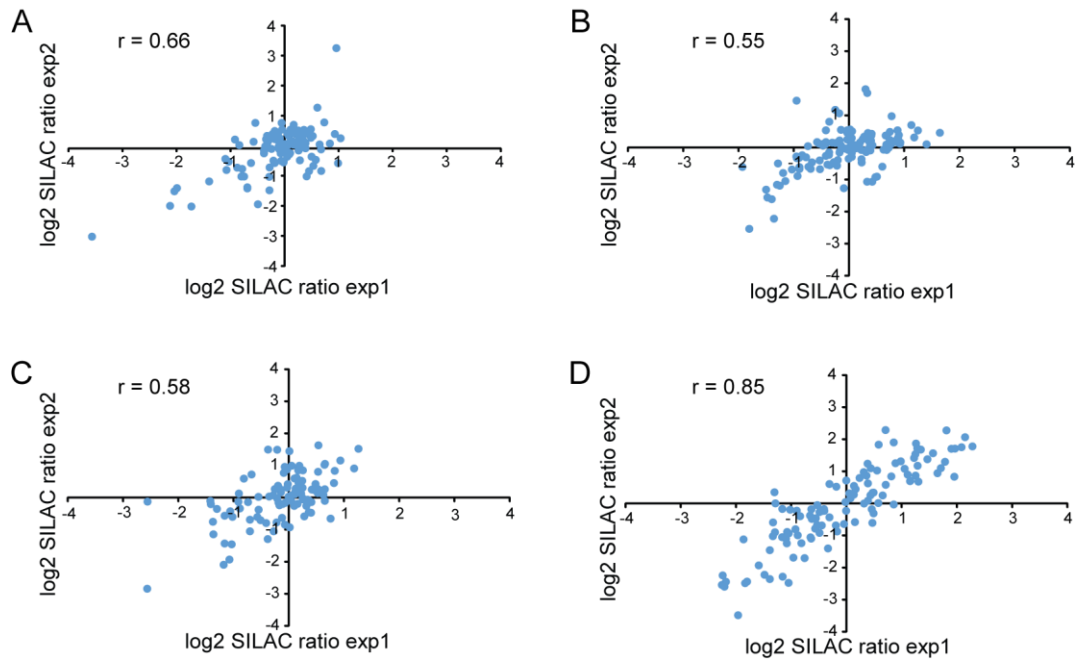 A
r = 0.66
log2 SILAC ratio exp2
4
3
2
1
-4 -3 -2 -1 1 2 3 4
-1
-2
-3
-4
log2 SILAC ratio exp1
B
r = 0.55
log2 SILAC ratio exp2
4
3
2
1
-4 -3 -2 -1 1 2 3 4
-1
-2
-3
-4
log2 SILAC ratio exp1
C
r = 0.58
log2 SILAC ratio exp2
4
3
2
1
-4 -3 -2 -1 1 2 3 4
-1
-2
-3
-4
log2 SILAC ratio exp1
D
r = 0.85
log2 SILAC ratio exp2
4
3
2
1
-4 -3 -2 -1 1 2 3 4
-1
-2
-3
-4
log2 SILAC ratio exp1